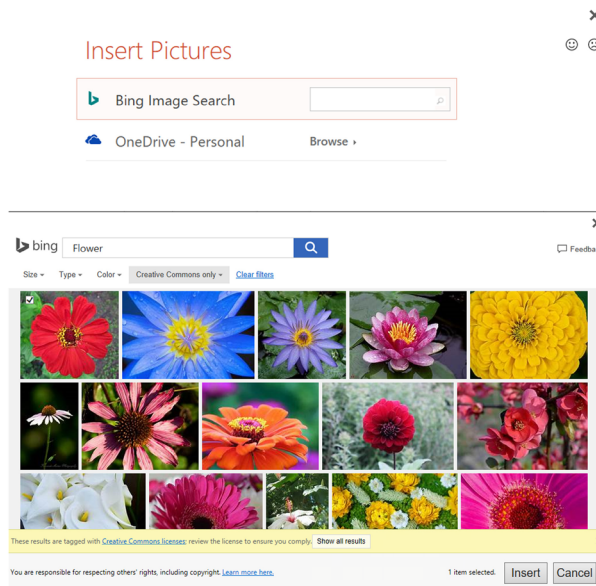 Insert Pictures
Bing Image Search
OneDrive - Personal Browse
bing Flower
Size Type Color Creative Commons only Clear filters
These results are tagged with Creative Commons licenses; review the license to ensure you comply. Show all results
You are responsible for respecting others' rights, including copyright. Learn more here. 1 item selected. Insert Cancel